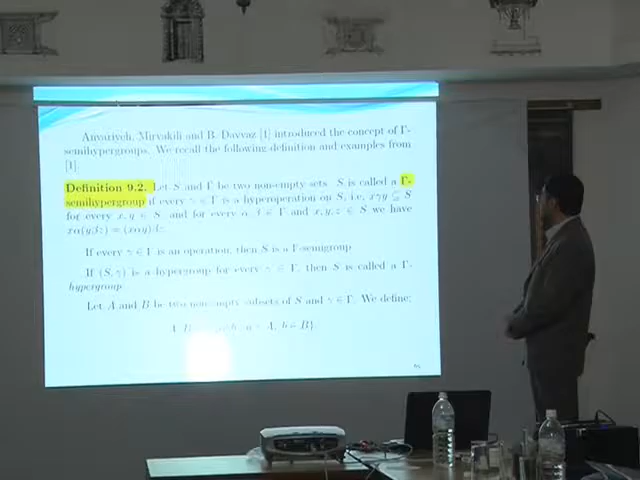 Anvariyeh, Mirvakili and B. Davvaz [1] introduced the concept of Γ-
semihypergroups. We recall the following definition and examples from
[1].
Definition 9.2. Let S and Γ be two non-empty sets. S is called a Γ-
semihypergroup if every γ ∈ Γ is a hyperoperation on S, i.e, xγy ⊆ S
for every x, y ∈ S, and for every α, β ∈ Γ and x, y, z ∈ S we have
xα(yβz) = (xαy)βz.
If every γ ∈ Γ is an operation, then S is a Γ-semigroup.
If (S, γ) is a hypergroup for every γ ∈ Γ, then S is called a Γ-
hypergroup.
Let A and B be two non-empty subsets of S and γ ∈ Γ. We define:
A, b ∈ B}.